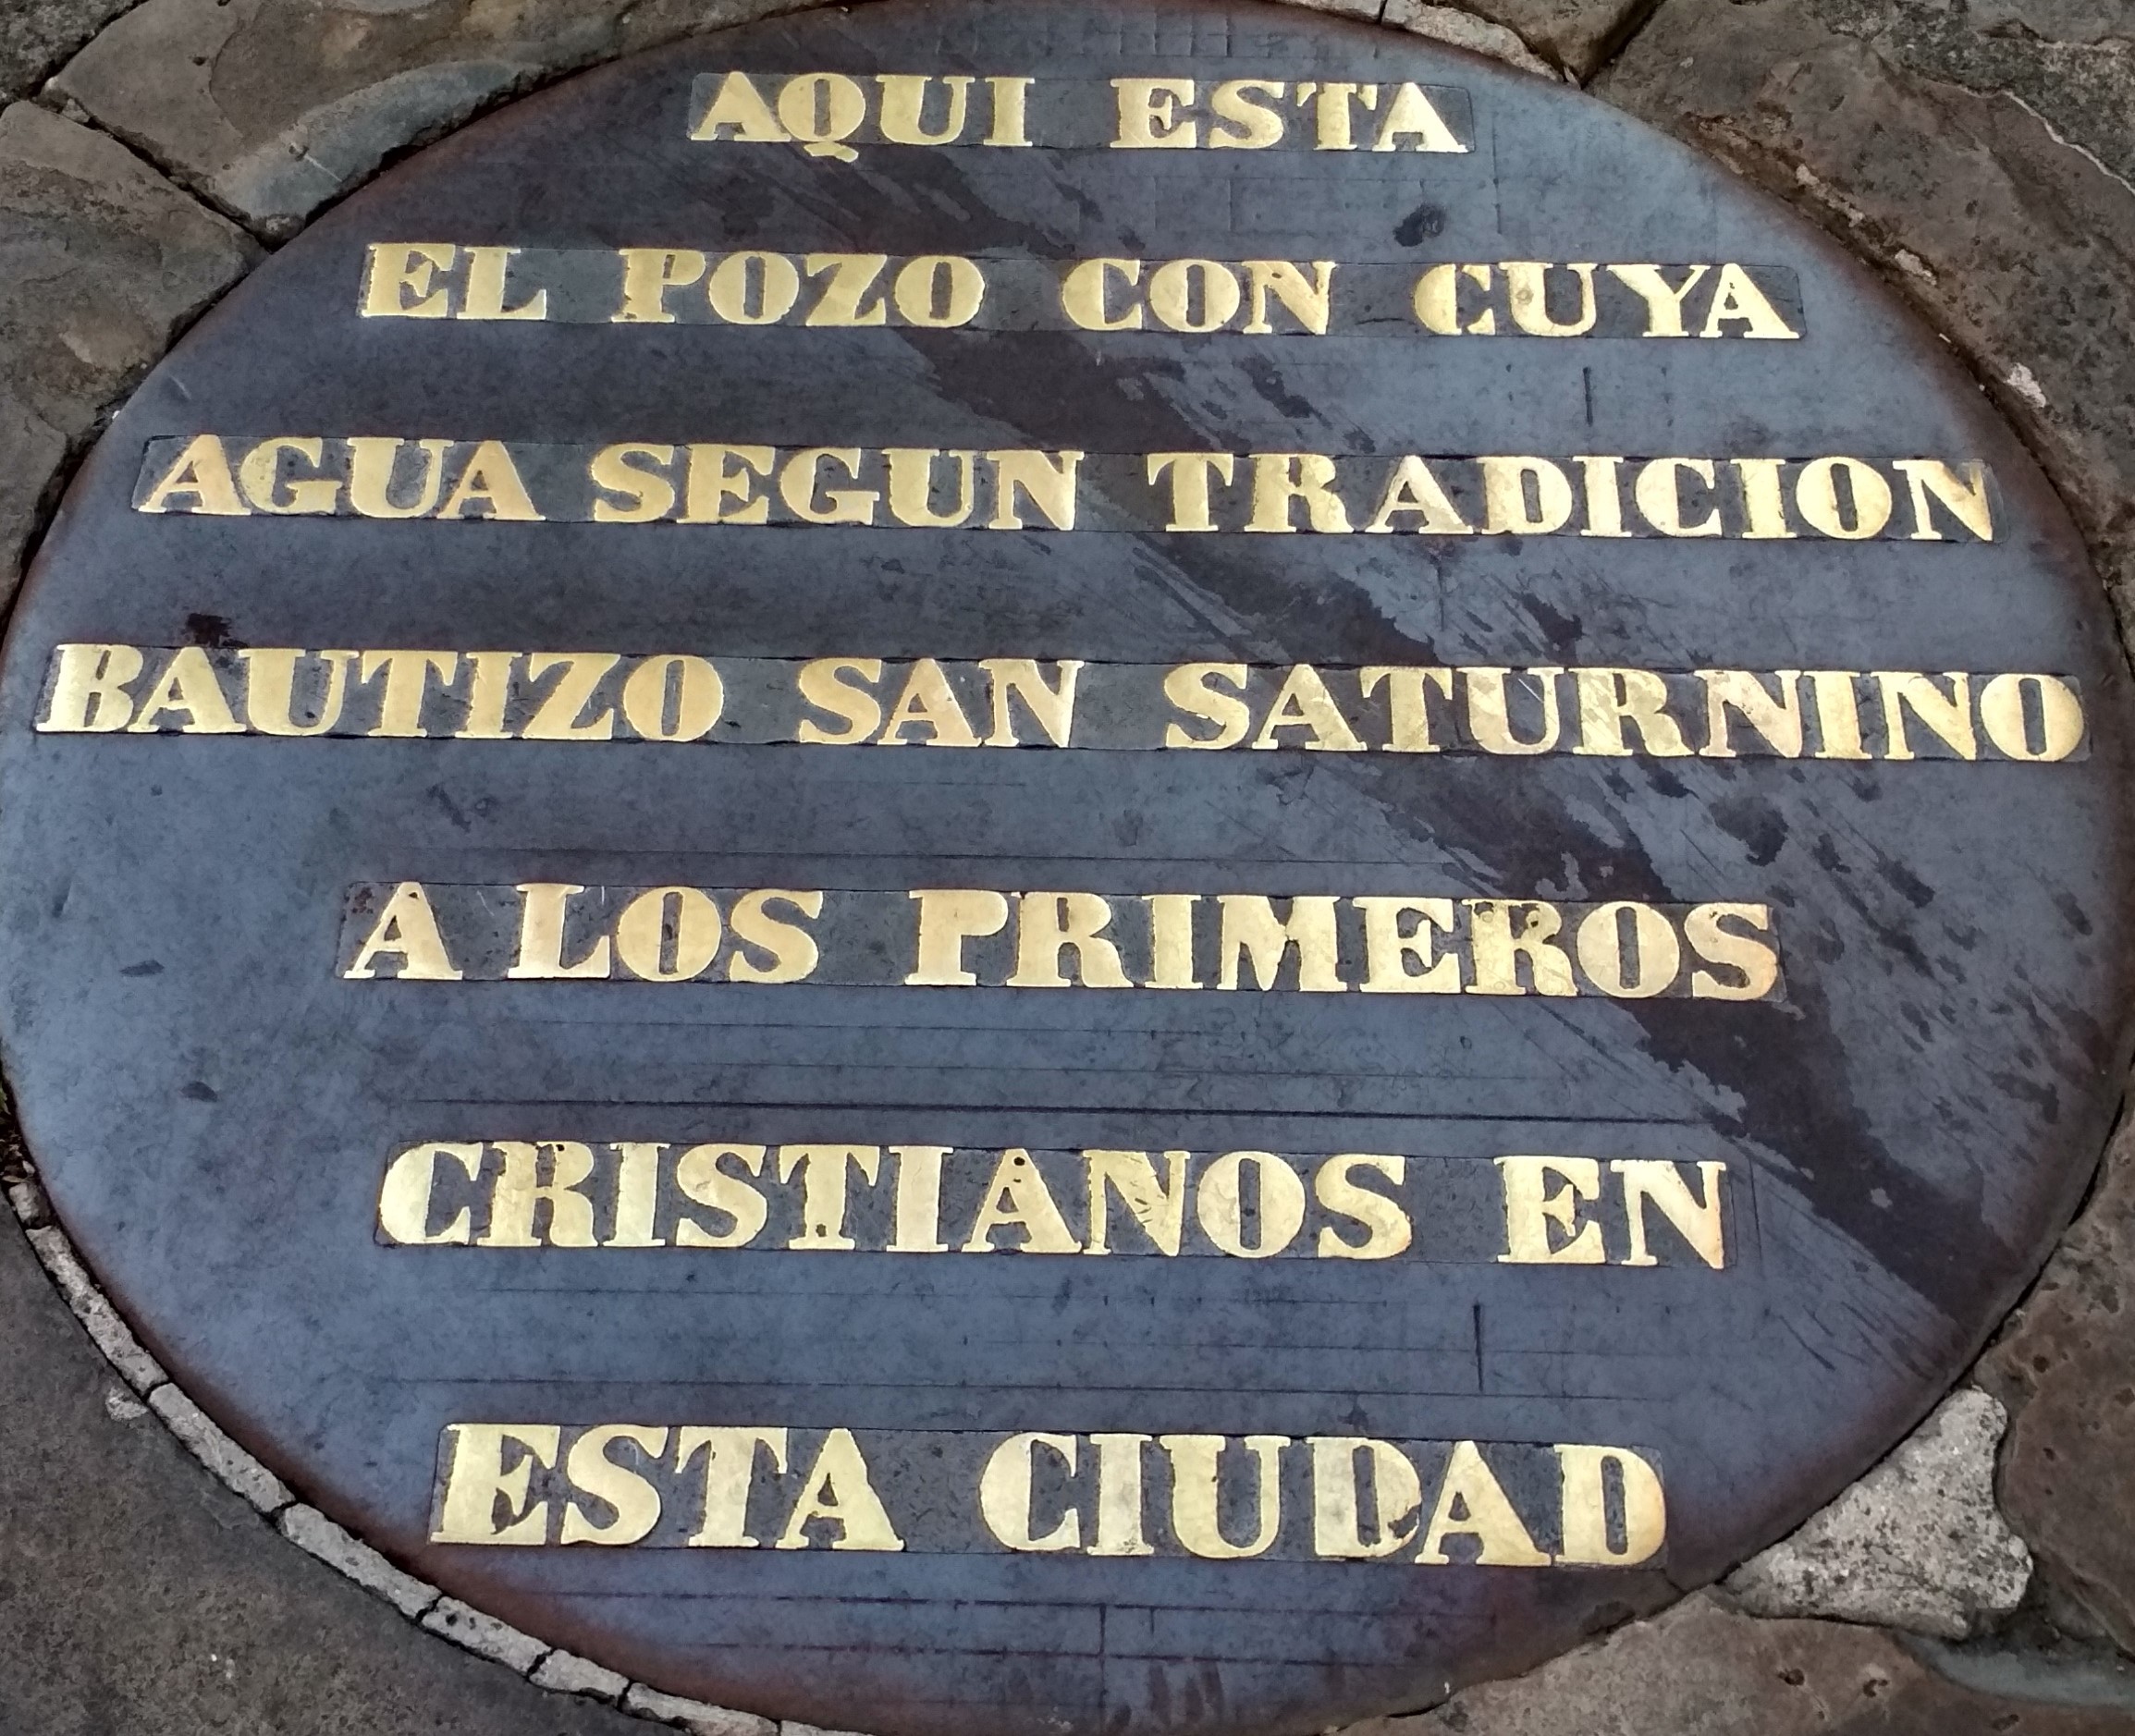 AQUI ESTA
EL POZO CON CUYA
AGUA SEGUN TRADICION
BAUTIZO SAN SATURNINO
A LOS PRIMEROS
CRISTIANOS EN
ESTA CIUDAD